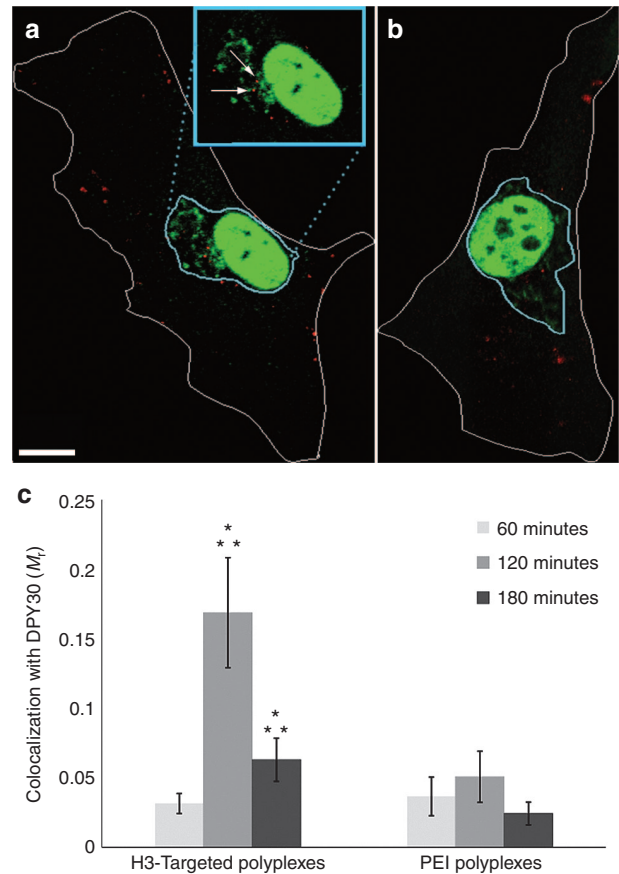 a
b
c
0.25
0.2
0.15
0.1
0.05
0
Colocalization with DPY30 (Mr)
*
* *
*
* *
60 minutes
120 minutes
180 minutes
H3-Targeted polyplexes
PEI polyplexes